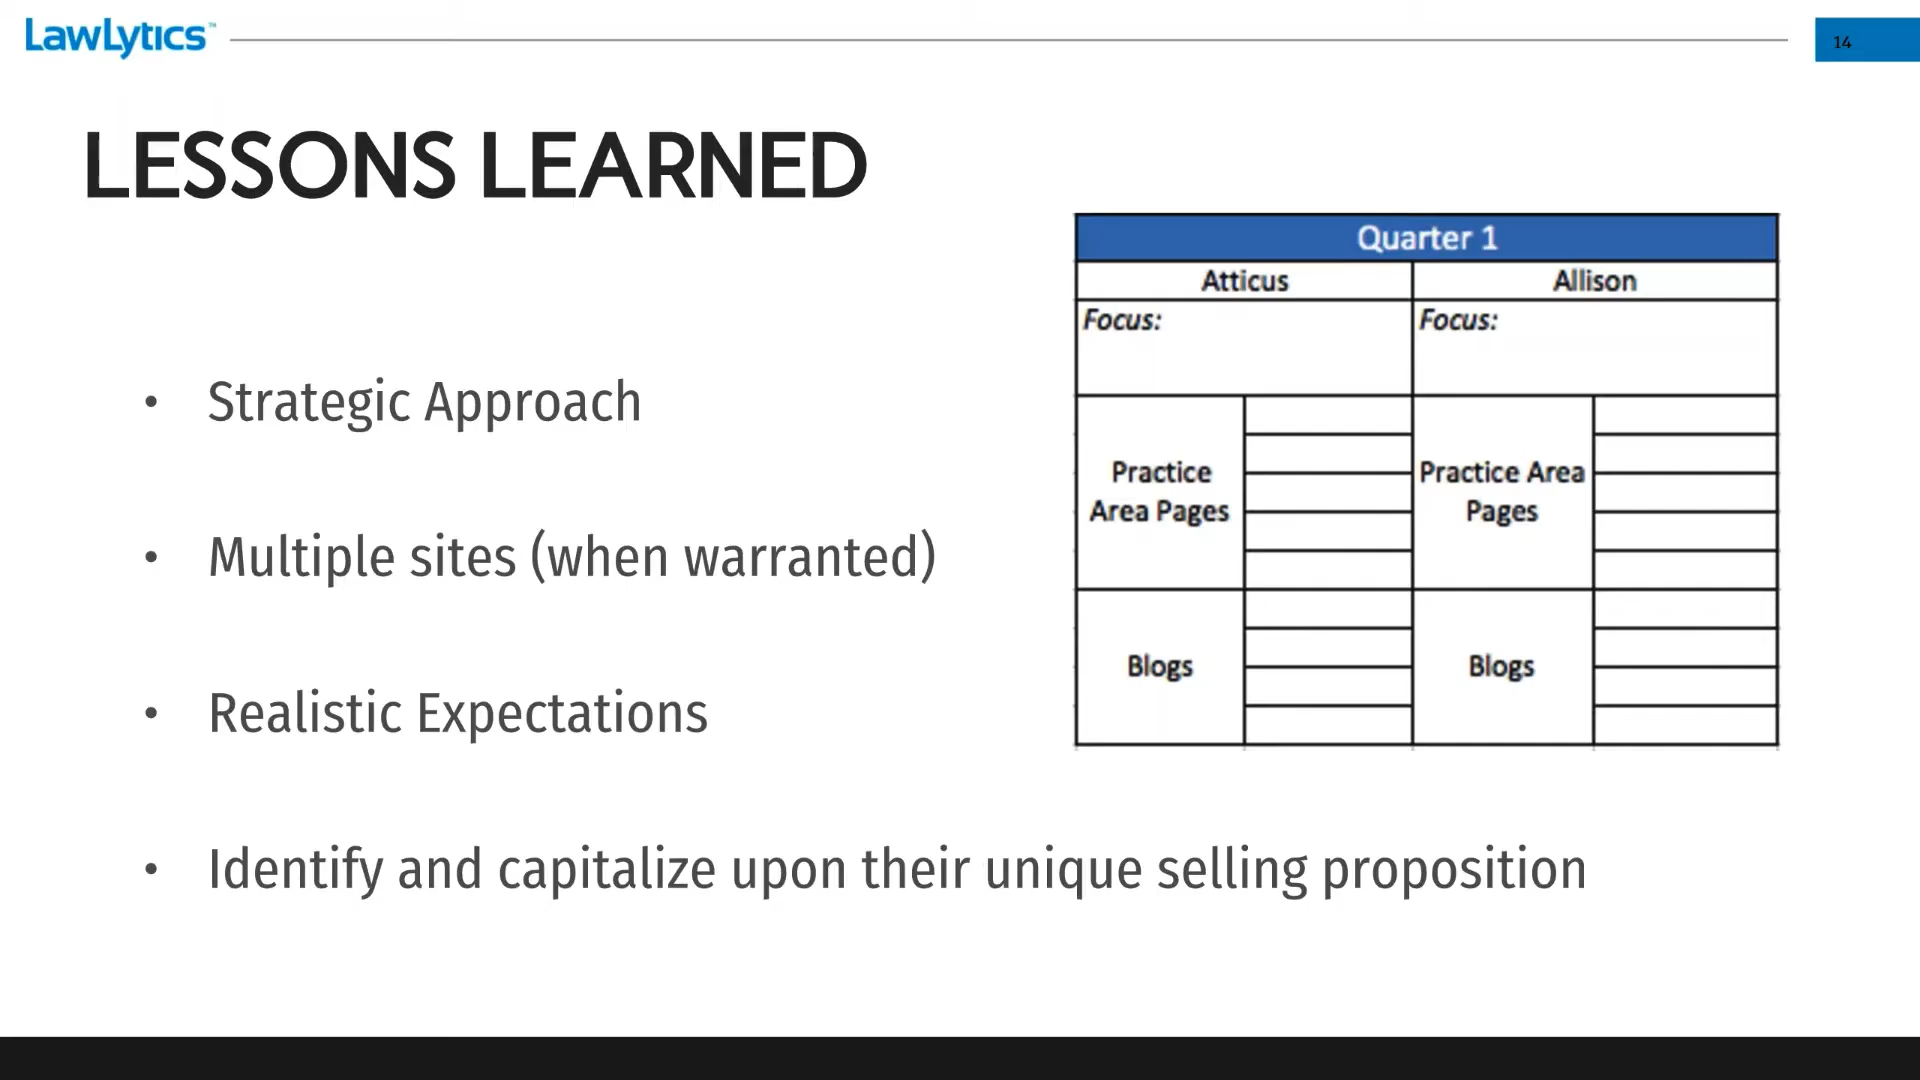 LawLytics™
14
LESSONS LEARNED
• Strategic Approach
• Multiple sites (when warranted)
• Realistic Expectations
• Identify and capitalize upon their unique selling proposition
Quarter 1
Atticus Allison
Focus: Focus:
Practice
Area Pages
Practice Area
Pages
Blogs Blogs